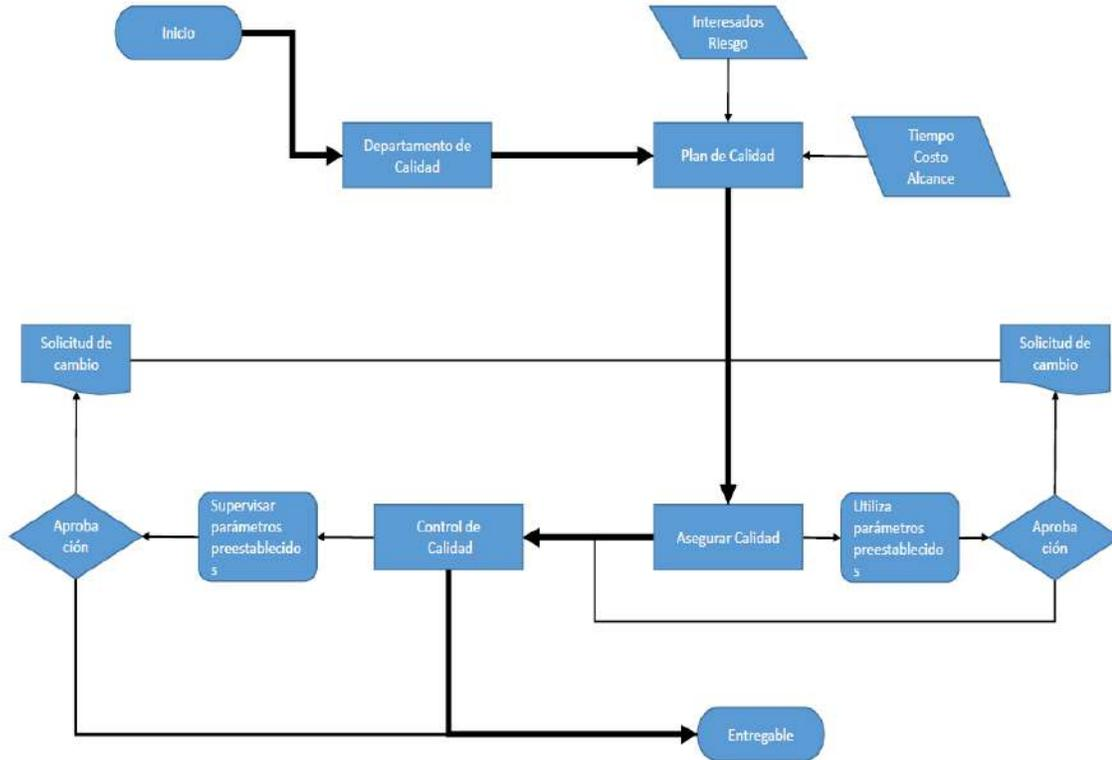 Inicio
Interesados
Riesgo
Departamento de
Calidad
Plan de Calidad
Tiempo
Costo
Alcance
Solicitud de
cambio
Solicitud de
cambio
Aproba
ción
Supervisar
parámetros
preestablecido
s
Control de
Calidad
Asegurar Calidad
Utiliza
parámetros
preestablecido
s
Aproba
ción
Entregable